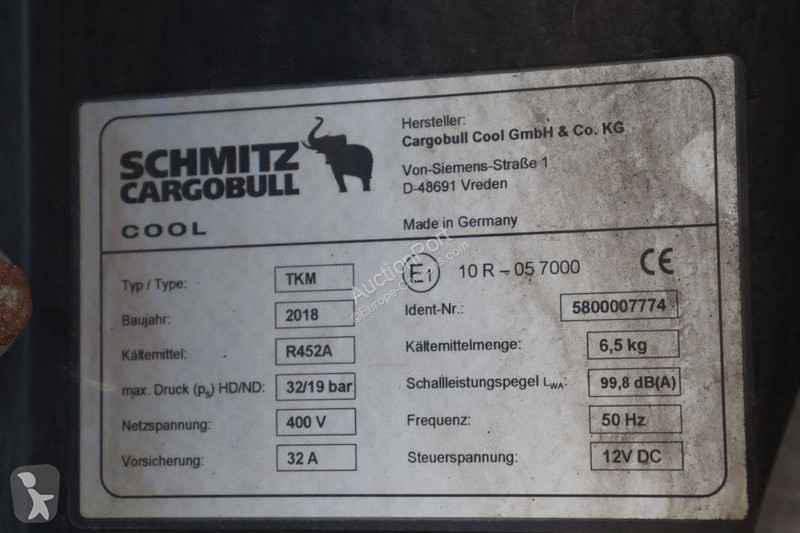 SCHMITZ
CARGOBULL
COOL
Hersteller:
Cargobull Cool GmbH & Co. KG
Von-Siemens-Straße 1
D-48691 Vreden
Made in Germany
E1 10 R – 05 7000 CE
Typ / Type: TKM
Baujahr: 2018 Ident-Nr.: 5800007774
Kältemittel: R452A Kältemittelmenge: 6,5 kg
max. Druck (ps) HD/ND: 32/19 bar Schallleistungspegel LWA: 99,8 dB(A)
Netzspannung: 400 V Frequenz: 50 Hz
Vorsicherung: 32 A Steuerspannung: 12V DC
AuctionPort